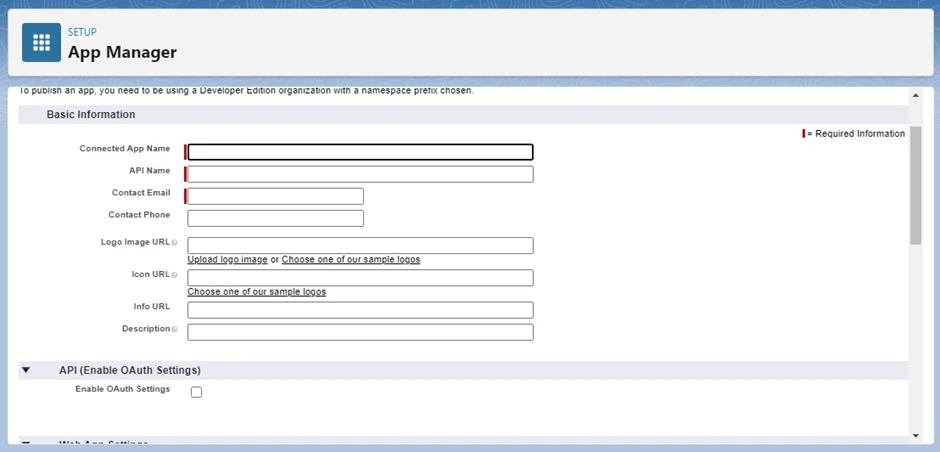 SETUP
App Manager
To publish an app, you need to be using a Developer Edition organization with a namespace prefix chosen.
Basic Information
= Required Information
Connected App Name
API Name
Contact Email
Contact Phone
Logo Image URL
Upload logo image or Choose one of our sample logos
Icon URL
Choose one of our sample logos
Info URL
Description
API (Enable OAuth Settings)
Enable OAuth Settings
Web App Settings